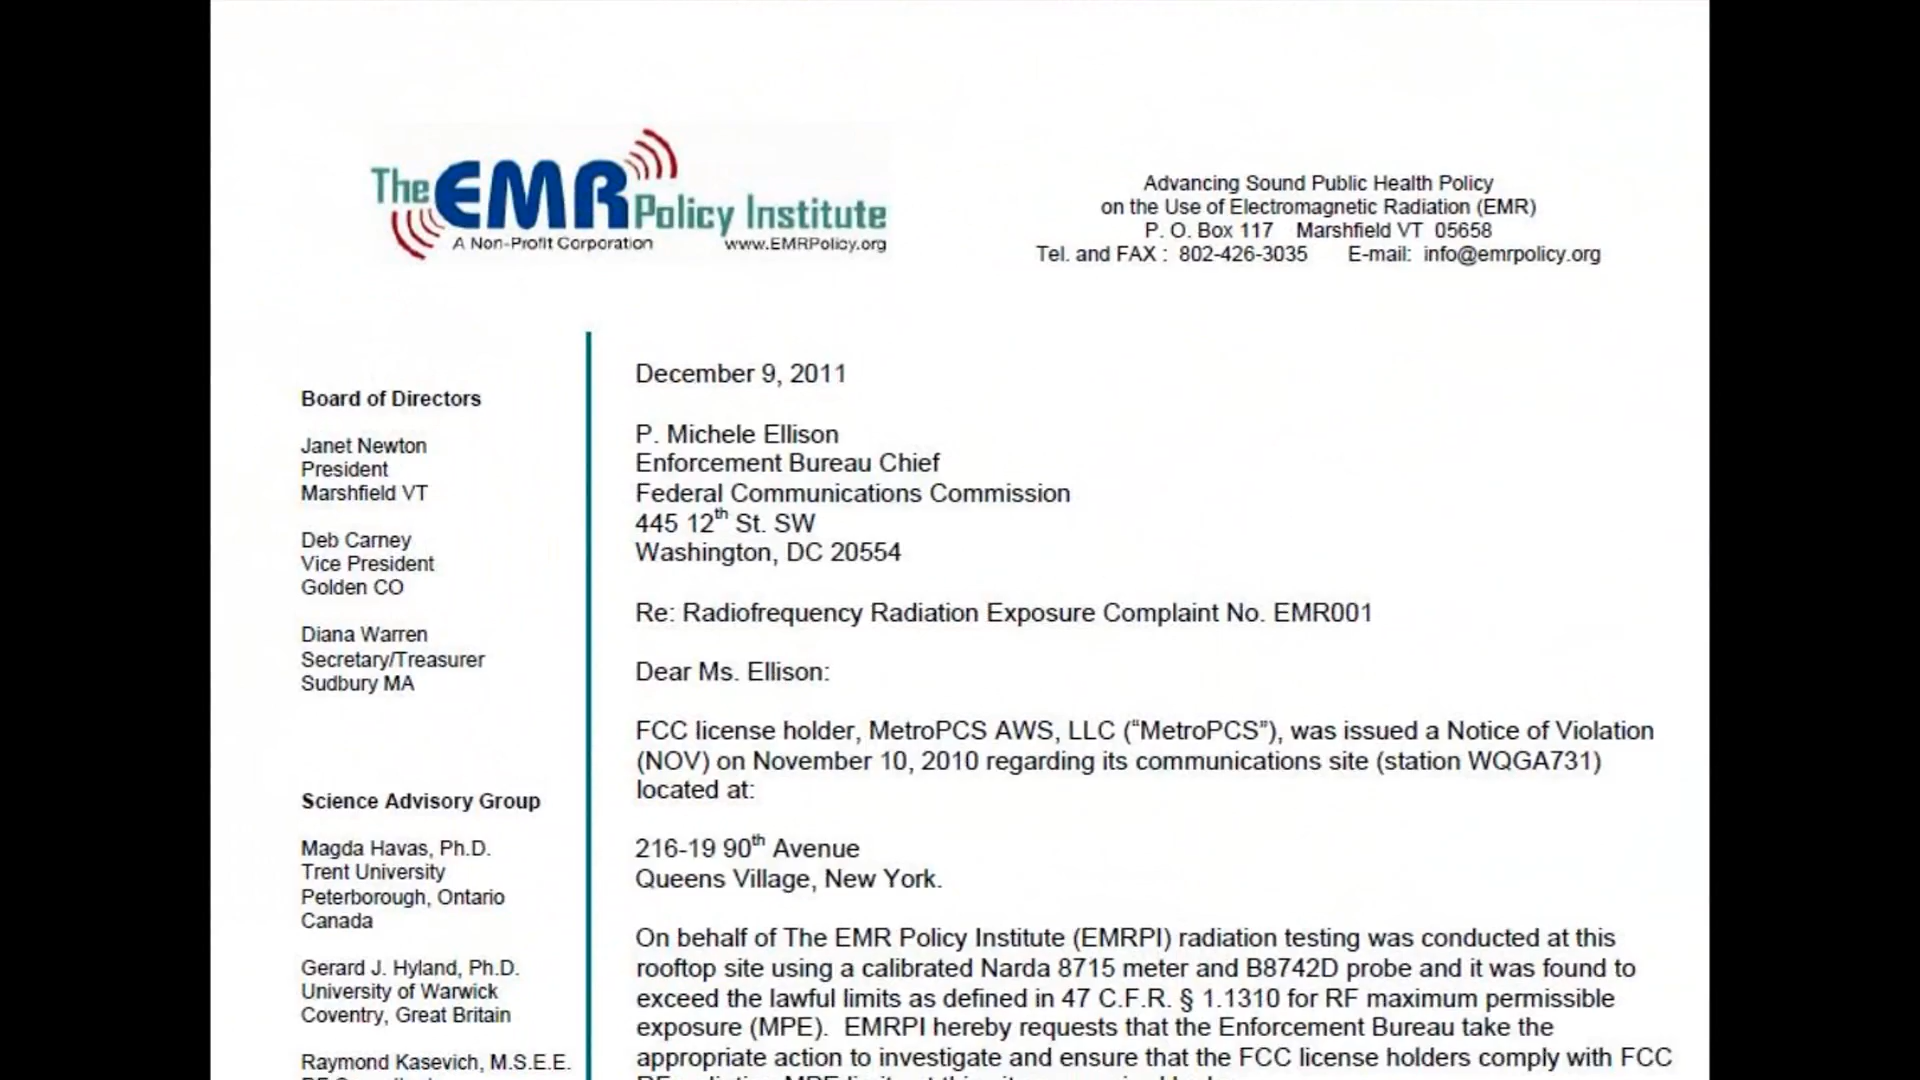 The EMR Policy Institute
A Non-Profit Corporation www.EMRPolicy.org
Advancing Sound Public Health Policy
on the Use of Electromagnetic Radiation (EMR)
P. O. Box 117 Marshfield VT 05658
Tel. and FAX : 802-426-3035 E-mail: info@emrpolicy.org
Board of Directors
Janet Newton
President
Marshfield VT
Deb Carney
Vice President
Golden CO
Diana Warren
Secretary/Treasurer
Sudbury MA
Science Advisory Group
Magda Havas, Ph.D.
Trent University
Peterborough, Ontario
Canada
Gerard J. Hyland, Ph.D.
University of Warwick
Coventry, Great Britain
Raymond Kasevich, M.S.E.E.
December 9, 2011
P. Michele Ellison
Enforcement Bureau Chief
Federal Communications Commission
445 12th St. SW
Washington, DC 20554
Re: Radiofrequency Radiation Exposure Complaint No. EMR001
Dear Ms. Ellison:
FCC license holder, MetroPCS AWS, LLC (“MetroPCS”), was issued a Notice of Violation
(NOV) on November 10, 2010 regarding its communications site (station WQGA731)
located at:
216-19 90th Avenue
Queens Village, New York.
On behalf of The EMR Policy Institute (EMRPI) radiation testing was conducted at this
rooftop site using a calibrated Narda 8715 meter and B8742D probe and it was found to
exceed the lawful limits as defined in 47 C.F.R. § 1.1310 for RF maximum permissible
exposure (MPE). EMRPI hereby requests that the Enforcement Bureau take the
appropriate action to investigate and ensure that the FCC license holders comply with FCC